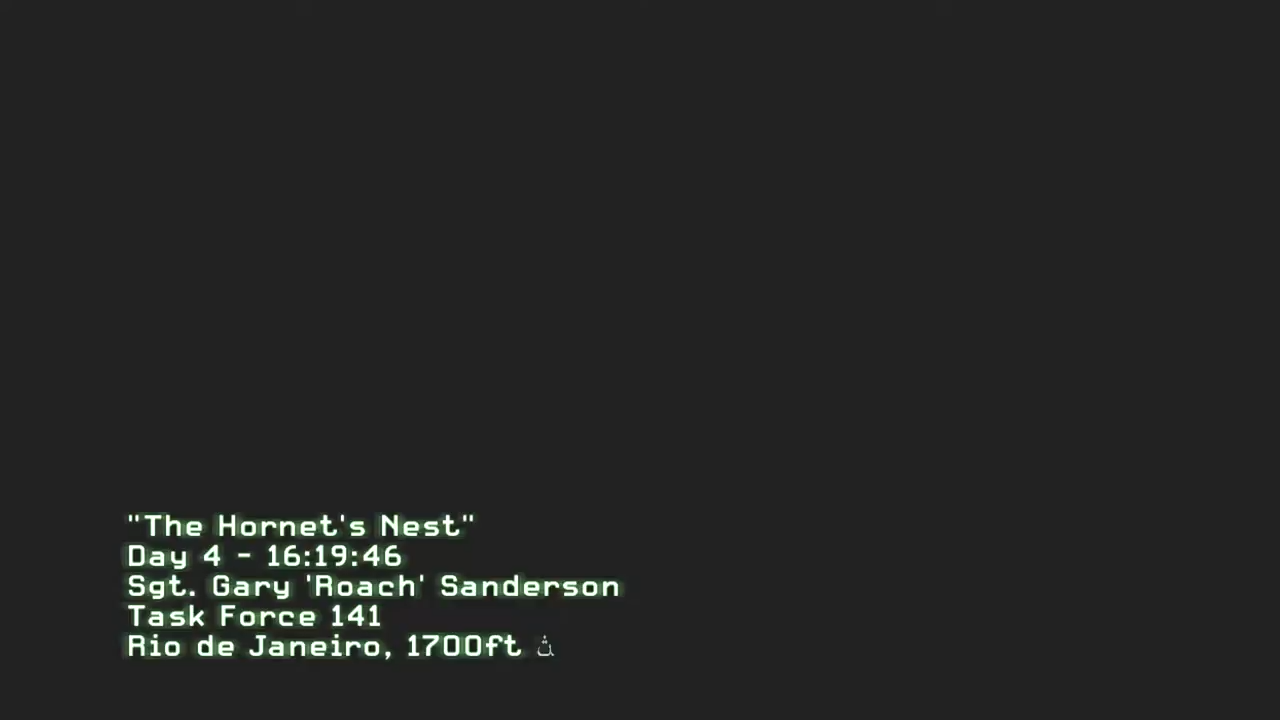 "The Hornet's Nest"
Day 4 - 16:19:46
Sgt. Gary 'Roach' Sanderson
Task Force 141
Rio de Janeiro, 1700ft